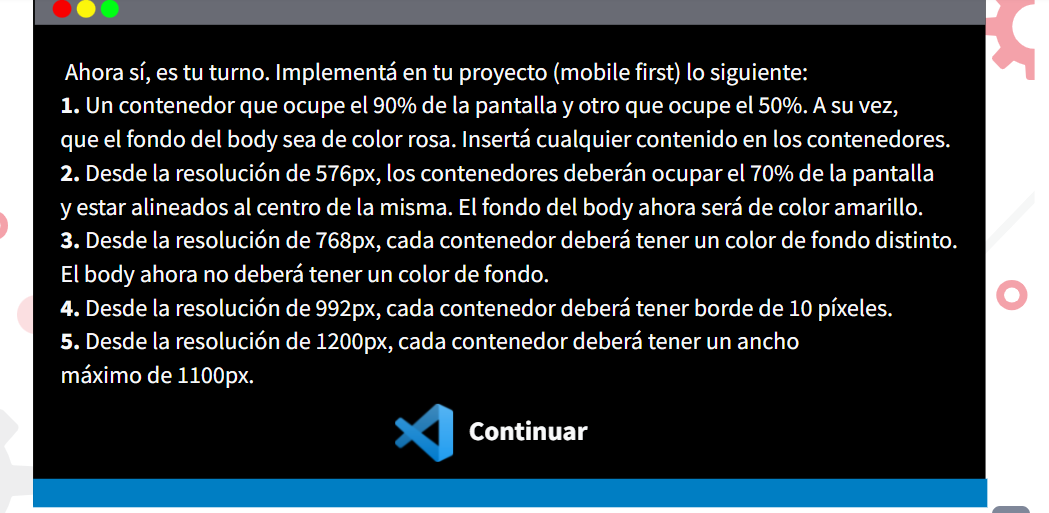 Ahora sí, es tu turno. Implementá en tu proyecto (mobile first) lo siguiente:
1. Un contenedor que ocupe el 90% de la pantalla y otro que ocupe el 50%. A su vez,
que el fondo del body sea de color rosa. Insertá cualquier contenido en los contenedores.
2. Desde la resolución de 576px, los contenedores deberán ocupar el 70% de la pantalla
y estar alineados al centro de la misma. El fondo del body ahora será de color amarillo.
3. Desde la resolución de 768px, cada contenedor deberá tener un color de fondo distinto.
El body ahora no deberá tener un color de fondo.
4. Desde la resolución de 992px, cada contenedor deberá tener borde de 10 píxeles.
5. Desde la resolución de 1200px, cada contenedor deberá tener un ancho
máximo de 1100px.
Continuar